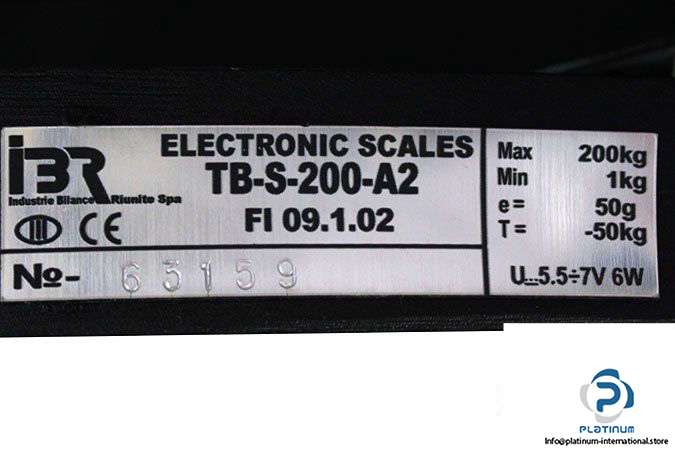 iBR
Industrie Bilance Riunite Spa
III CE
ELECTRONIC SCALES
TB-S-200-A2
FI 09.1.02
No- 63159
Max 200kg
Min 1kg
e= 50g
T= -50kg
U⎓5.5÷7V 6W
P
PLATINUM
Info@platinum-international.store